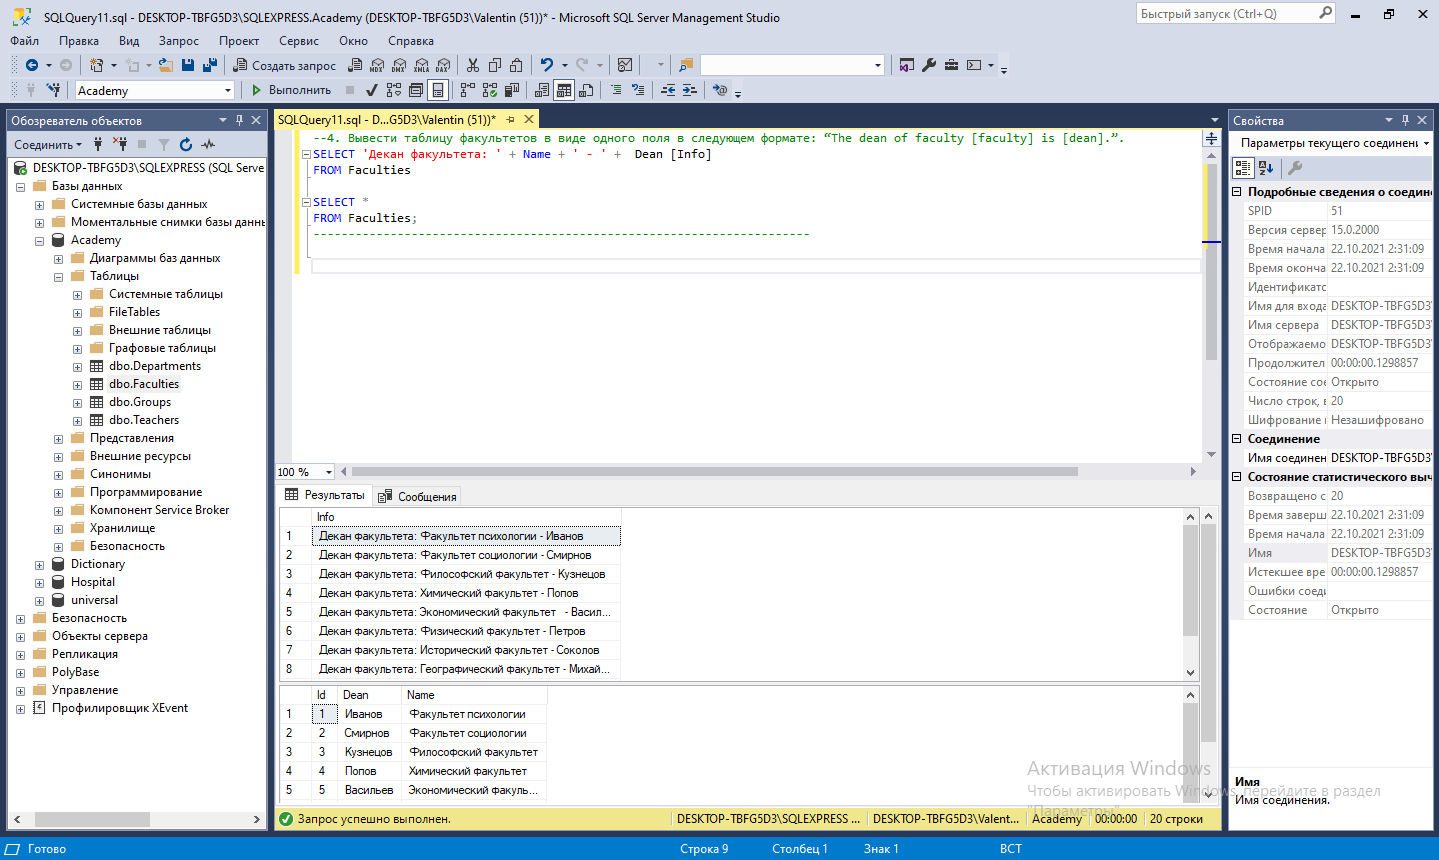 SQLQuery11.sql - DESKTOP-TBFG5D3\SQLEXPRESS.Academy (DESKTOP-TBFG5D3\Valentin (51))* - Microsoft SQL Server Management Studio
Быстрый запуск (Ctrl+Q)
Файл Правка Вид Запрос Проект Сервис Окно Справка
Создать запрос MDX DMX XMLA DAX
Academy Выполнить
Обозреватель объектов
Соединить
DESKTOP-TBFG5D3\SQLEXPRESS (SQL Serve
Базы данных
Системные базы данных
Моментальные снимки базы данн
Academy
Диаграммы баз данных
Таблицы
Системные таблицы
FileTables
Внешние таблицы
Графовые таблицы
dbo.Departments
dbo.Faculties
dbo.Groups
dbo.Teachers
Представления
Внешние ресурсы
Синонимы
Программирование
Компонент Service Broker
Хранилище
Безопасность
Dictionary
Hospital
universal
Безопасность
Объекты сервера
Репликация
PolyBase
Управление
Профилировщик XEvent
SQLQuery11.sql - D...G5D3\Valentin (51))*
--4. Вывести таблицу факультетов в виде одного поля в следующем формате: “The dean of faculty [faculty] is [dean].”.
SELECT 'Декан факультета: ' + Name + ' - ' +  Dean [Info]
FROM Faculties
SELECT *
FROM Faculties;
----------------------------------------------------------------------
100 %
Результаты Сообщения
Info
1 Декан факультета: Факультет психологии - Иванов
2 Декан факультета: Факультет социологии - Смирнов
3 Декан факультета: Философский факультет - Кузнецов
4 Декан факультета: Химический факультет - Попов
5 Декан факультета: Экономический факультет - Васил...
6 Декан факультета: Физический факультет - Петров
7 Декан факультета: Исторический факультет - Соколов
8 Декан факультета: Географический факультет - Михай...
Id Dean Name
1 1 Иванов Факультет психологии
2 2 Смирнов Факультет социологии
3 3 Кузнецов Философский факультет
4 4 Попов Химический факультет
5 5 Васильев Экономический факуль...
Запрос успешно выполнен. DESKTOP-TBFG5D3\SQLEXPRESS ... DESKTOP-TBFG5D3\Valent... Academy 00:00:00 20 строки
Свойства
Параметры текущего соединени
Подробные сведения о соедин
SPID 51
Версия сервер 15.0.2000
Время начала 22.10.2021 2:31:09
Время оконча 22.10.2021 2:31:09
Идентификато
Имя для входа DESKTOP-TBFG5D3\
Имя сервера DESKTOP-TBFG5D3\
Отображаемо DESKTOP-TBFG5D3\
Продолжител 00:00:00.1298857
Состояние сое Открыто
Число строк, в 20
Шифрование Незашифровано
Соединение
Имя соединен DESKTOP-TBFG5D3\
Состояние статистического выч
Возвращено с 20
Время заверш 22.10.2021 2:31:09
Время начала 22.10.2021 2:31:09
Имя DESKTOP-TBFG5D3\
Истекшее вре 00:00:00.1298857
Ошибки соеди
Состояние Открыто
Имя
Имя соединения.
Активация Windows
Чтобы активировать Windows, перейдите в раздел
"Параметры".
Готово Строка 9 Столбец 1 Знак 1 ВСТ